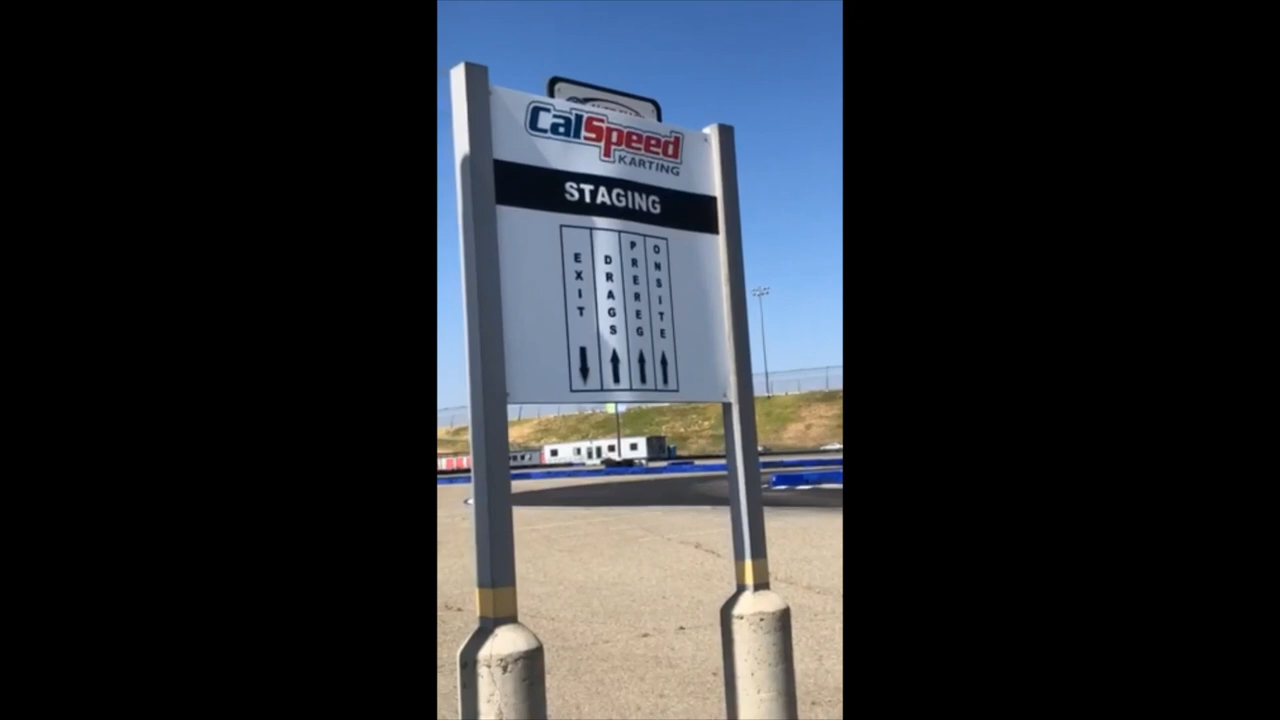 CalSpeed
KARTING
STAGING
EXIT
DRAGS
PREREG
ONSITE